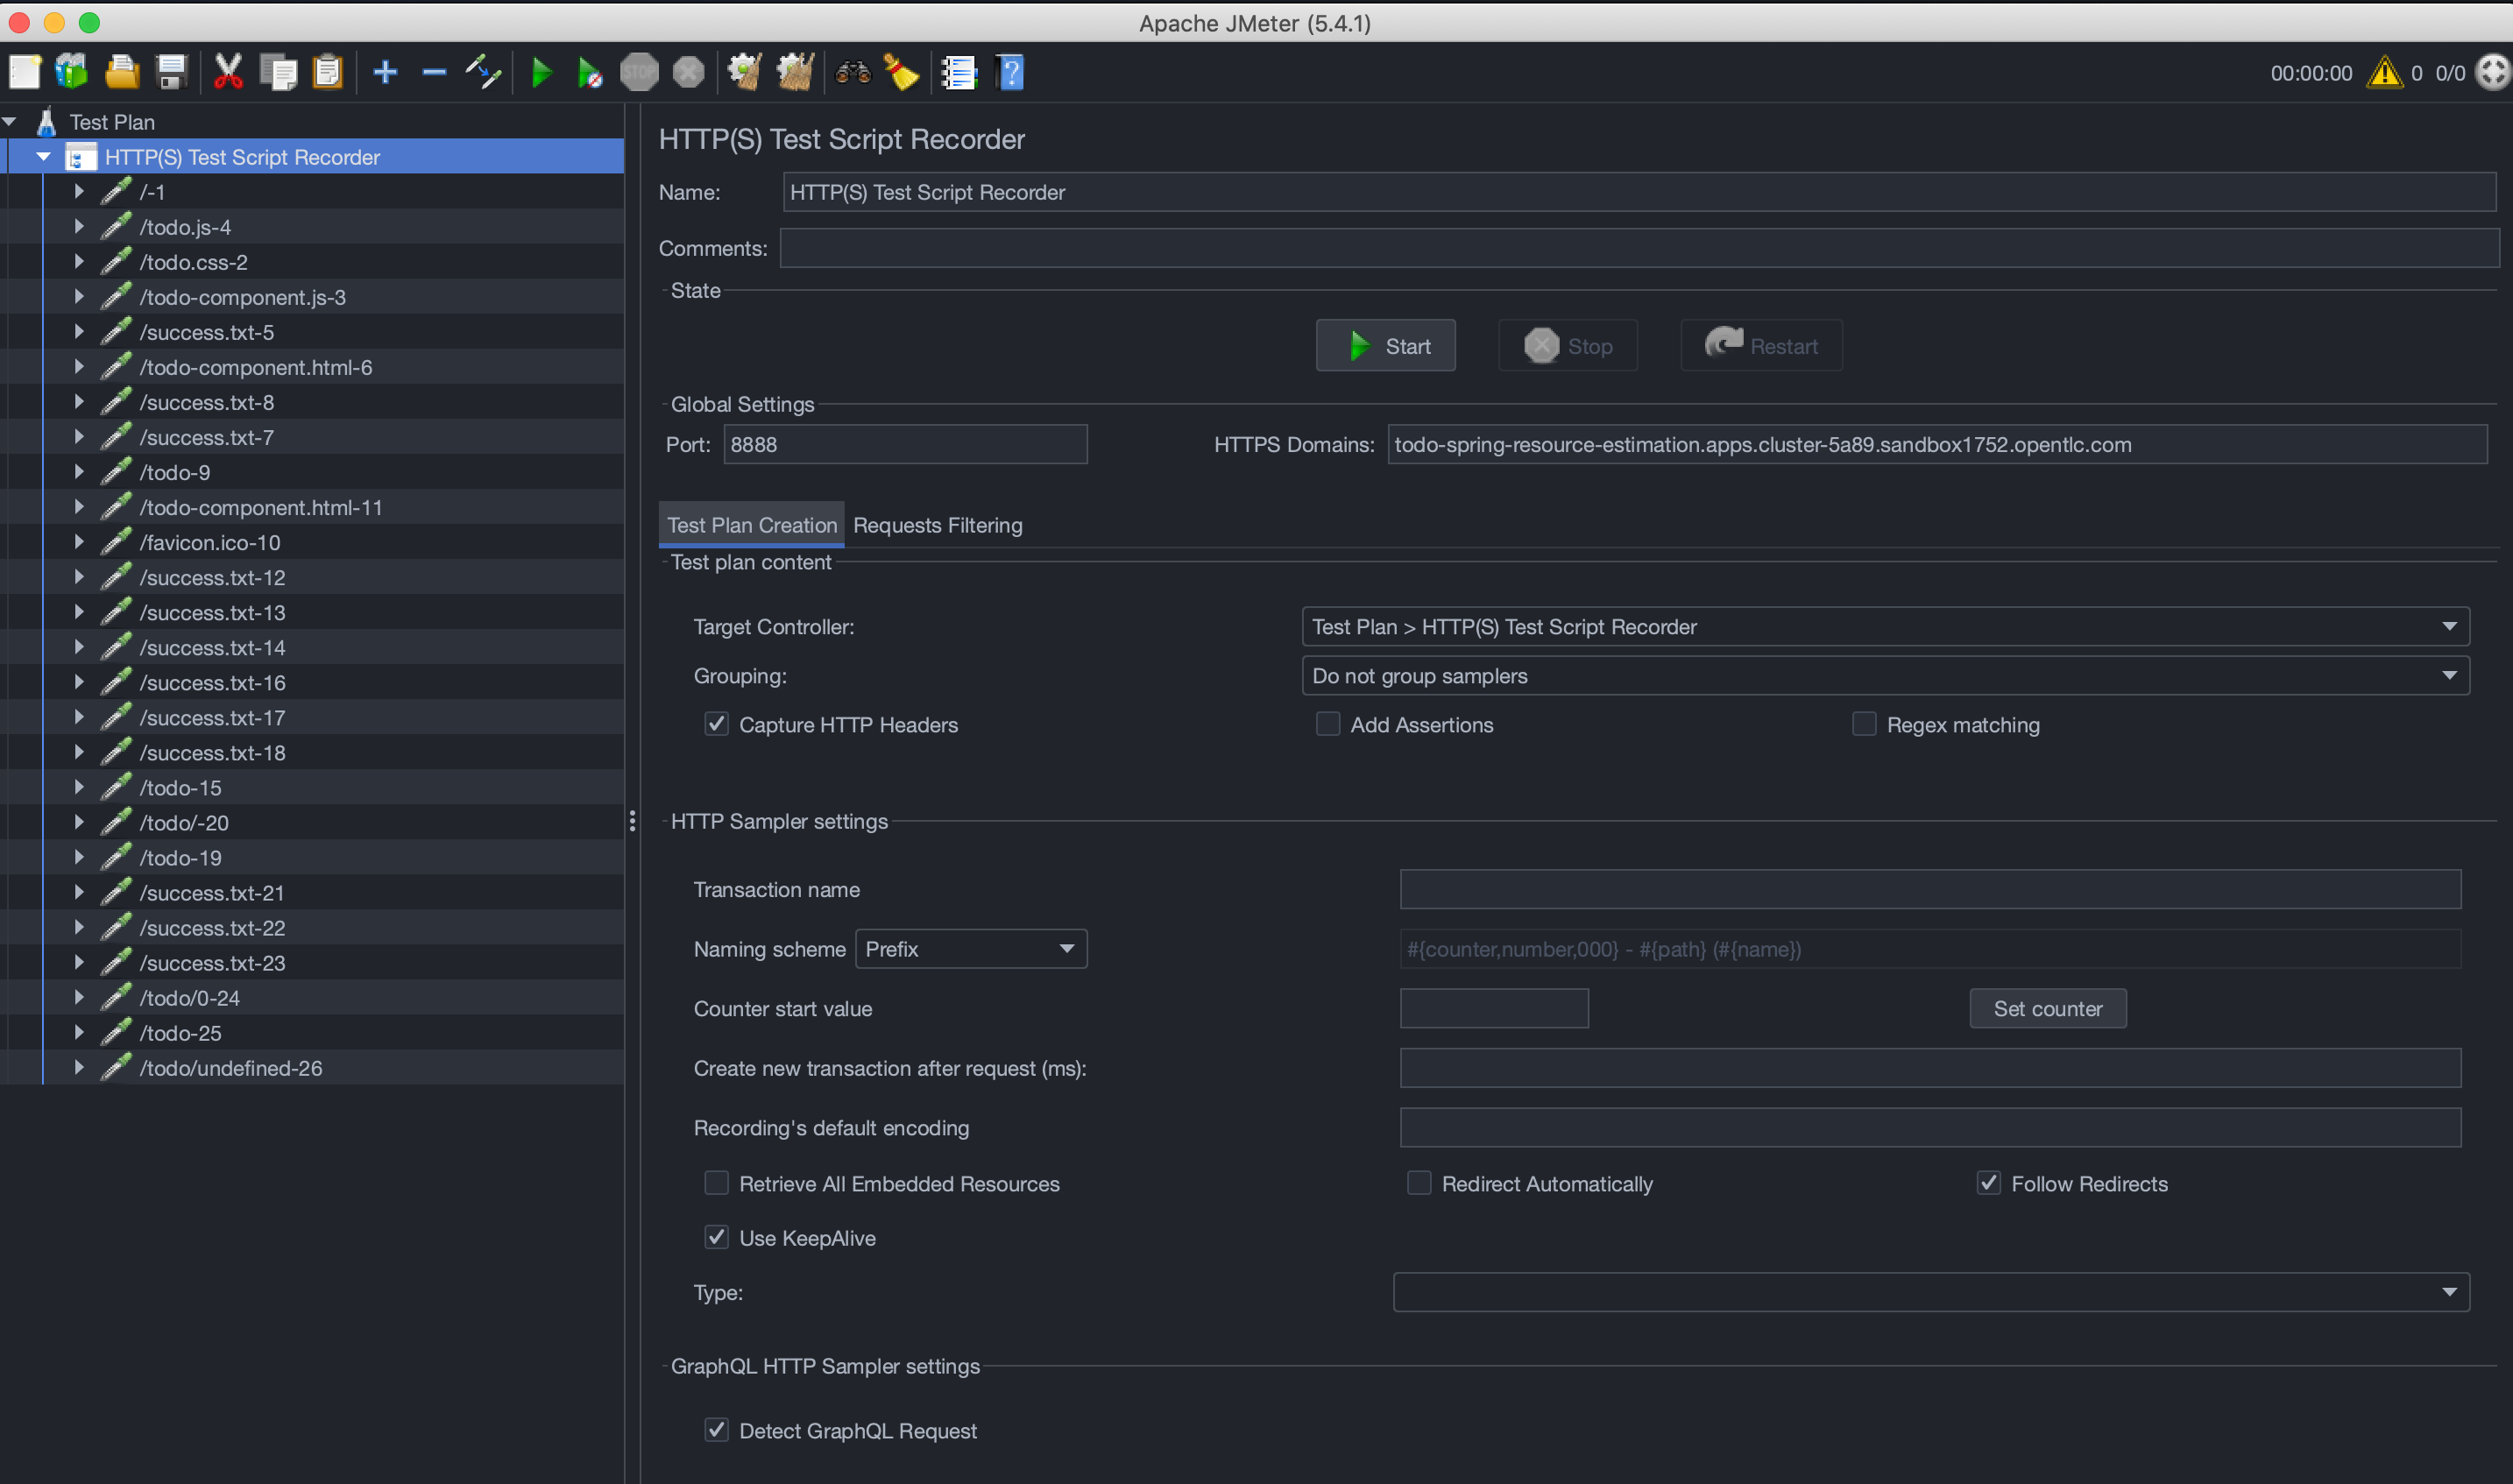 Apache JMeter (5.4.1)
STOP
00:00:00 0 0/0
Test Plan
HTTP(S) Test Script Recorder
/-1
/todo.js-4
/todo.css-2
/todo-component.js-3
/success.txt-5
/todo-component.html-6
/success.txt-8
/success.txt-7
/todo-9
/todo-component.html-11
/favicon.ico-10
/success.txt-12
/success.txt-13
/success.txt-14
/success.txt-16
/success.txt-17
/success.txt-18
/todo-15
/todo/-20
/todo-19
/success.txt-21
/success.txt-22
/success.txt-23
/todo/0-24
/todo-25
/todo/undefined-26
HTTP(S) Test Script Recorder
Name: HTTP(S) Test Script Recorder
Comments:
State
Start Stop Restart
Global Settings
Port: 8888 HTTPS Domains: todo-spring-resource-estimation.apps.cluster-5a89.sandbox1752.opentlc.com
Test Plan Creation Requests Filtering
Test plan content
Target Controller: Test Plan > HTTP(S) Test Script Recorder
Grouping: Do not group samplers
Capture HTTP Headers Add Assertions Regex matching
HTTP Sampler settings
Transaction name
Naming scheme Prefix #{counter,number,000} - #{path} (#{name})
Counter start value Set counter
Create new transaction after request (ms):
Recording's default encoding
Retrieve All Embedded Resources Redirect Automatically Follow Redirects
Use KeepAlive
Type:
GraphQL HTTP Sampler settings
Detect GraphQL Request